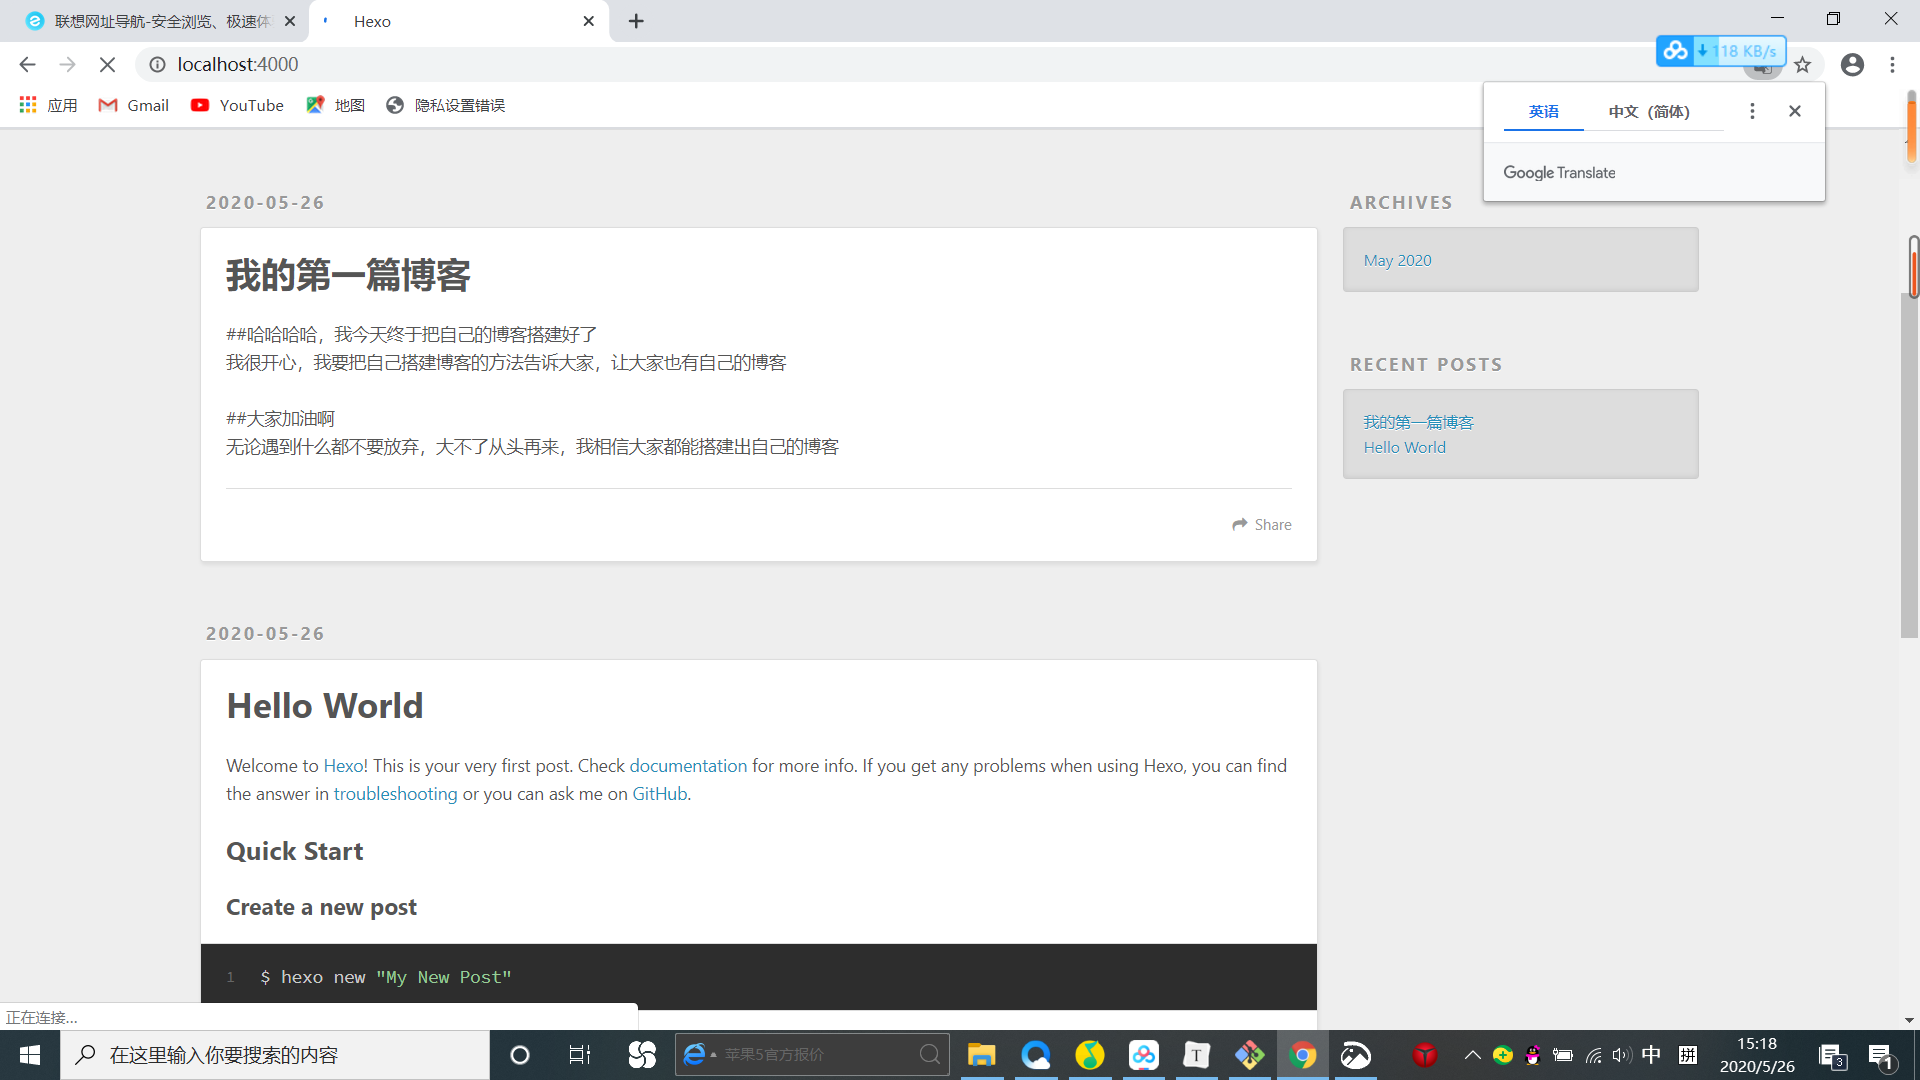 联想网址导航-安全浏览、极速体
Hexo
localhost:4000
118 KB/s
应用
Gmail
YouTube
地图
隐私设置错误
英语
中文（简体）
Google Translate
2020-05-26
我的第一篇博客
##哈哈哈哈，我今天终于把自己的博客搭建好了
我很开心，我要把自己搭建博客的方法告诉大家，让大家也有自己的博客
##大家加油啊
无论遇到什么都不要放弃，大不了从头再来，我相信大家都能搭建出自己的博客
Share
ARCHIVES
May 2020
RECENT POSTS
我的第一篇博客
Hello World
2020-05-26
Hello World
Welcome to Hexo! This is your very first post. Check documentation for more info. If you get any problems when using Hexo, you can find
the answer in troubleshooting or you can ask me on GitHub.
Quick Start
Create a new post
1 $ hexo new "My New Post"
正在连接...
在这里输入你要搜索的内容
苹果5官方报价
T
中
拼
15:18
2020/5/26
3
1